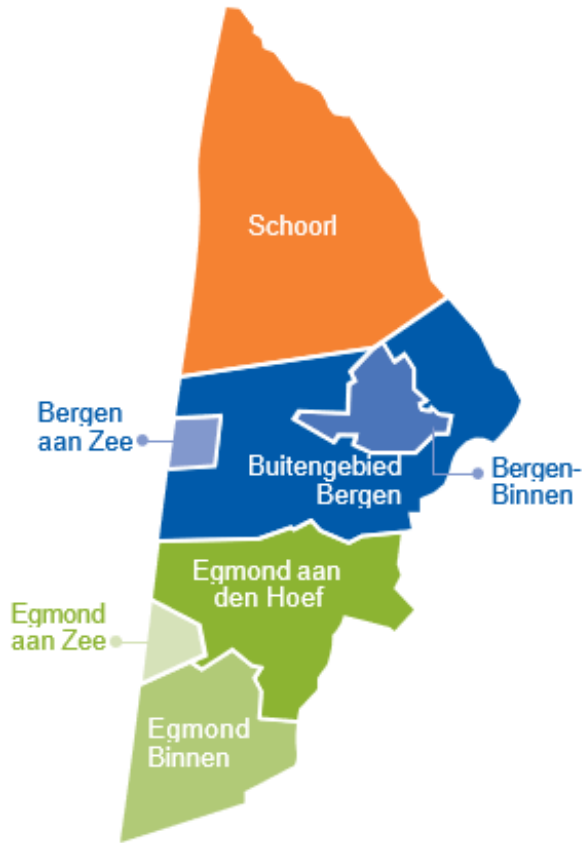 Schoorl
Bergen
aan Zee
Buitengebied
Bergen
Bergen-
Binnen
Egmond aan
den Hoef
Egmond
aan Zee
Egmond
Binnen